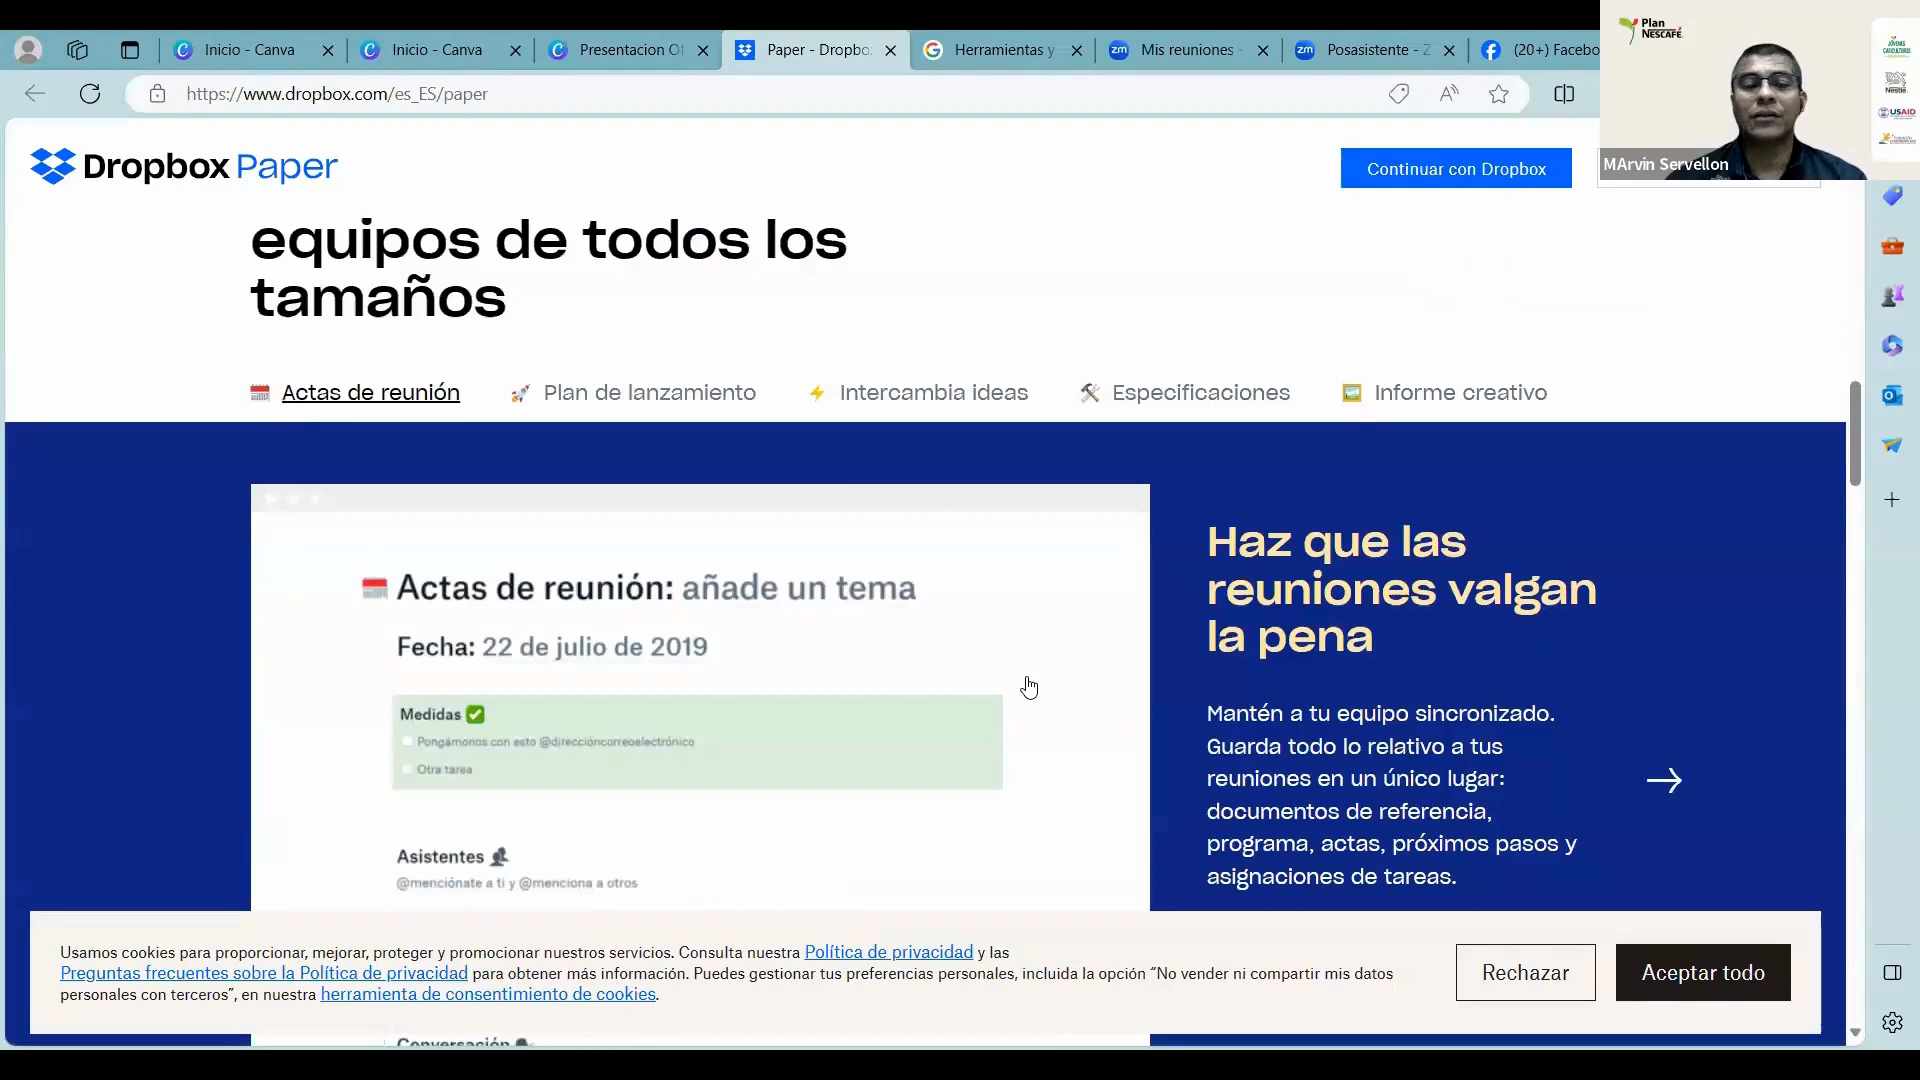 Inicio - Canva
Inicio - Canva
Presentacion Of
Paper - Dropbo
Herramientas y
Mis reuniones -
Posasistente - Z
(20+) Facebo
https://www.dropbox.com/es_ES/paper
Plan
NESCAFÉ.
JÓVENES
CAFICULTORES
Nestlé
USAID
MArvin Servellon
Dropbox Paper
Continuar con Dropbox
equipos de todos los
tamaños
Actas de reunión
Plan de lanzamiento
Intercambia ideas
Especificaciones
Informe creativo
Actas de reunión: añade un tema
Fecha: 22 de julio de 2019
Medidas
Pongámonos con esto @direccióncorreoelectrónico
Otra tarea
Asistentes
@menciónate a ti y @menciona a otros
Conversación
Haz que las
reuniones valgan
la pena
Mantén a tu equipo sincronizado.
Guarda todo lo relativo a tus
reuniones en un único lugar:
documentos de referencia,
programa, actas, próximos pasos y
asignaciones de tareas.
Usamos cookies para proporcionar, mejorar, proteger y promocionar nuestros servicios. Consulta nuestra Política de privacidad y las
Preguntas frecuentes sobre la Política de privacidad para obtener más información. Puedes gestionar tus preferencias personales, incluida la opción “No vender ni compartir mis datos
personales con terceros”, en nuestra herramienta de consentimiento de cookies.
Rechazar
Aceptar todo